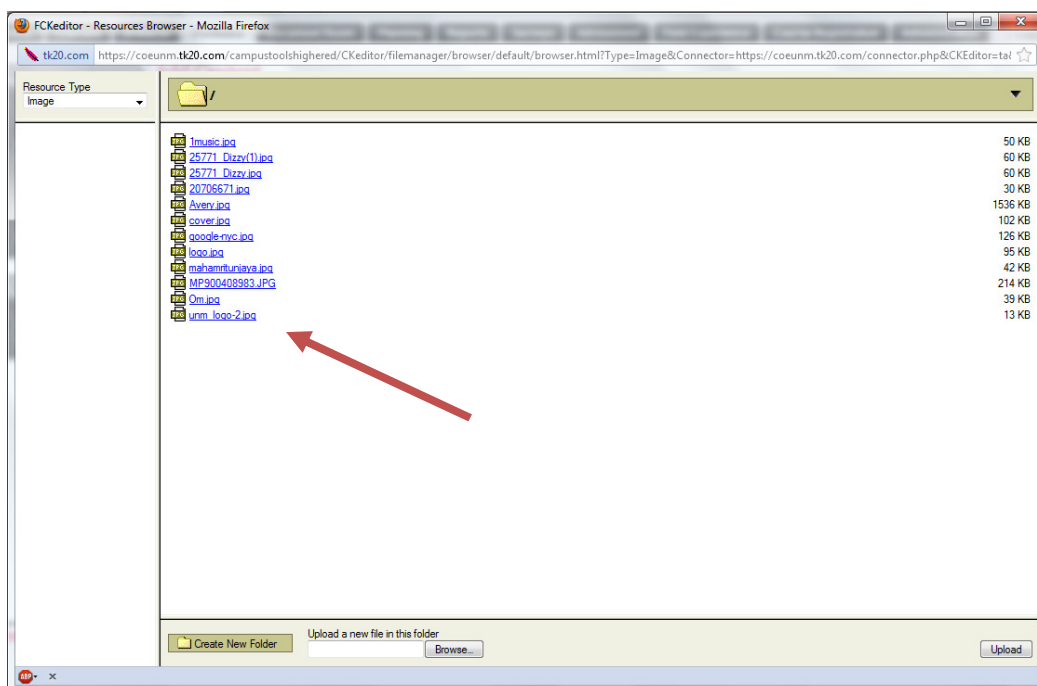 FCKeditor - Resources Browser - Mozilla Firefox
tk20.com https://coeunm.tk20.com/campustoolshighered/CKeditor/filemanager/browser/default/browser.html?Type=Image&Connector=https://coeunm.tk20.com/connector.php&CKEditor=ta
Resource Type
Image
/
1music.jpg 50 KB
25771_Dizzy(1).jpg 60 KB
25771_Dizzy.jpg 60 KB
20706671.jpg 30 KB
Avery.jpg 1536 KB
cover.jpg 102 KB
google-nyc.jpg 126 KB
logo.jpg 95 KB
mahamritunjaya.jpg 42 KB
MP900408983.JPG 214 KB
Om.jpg 39 KB
unm_logo-2.jpg 13 KB
Upload a new file in this folder
Create New Folder Browse... Upload
ABP